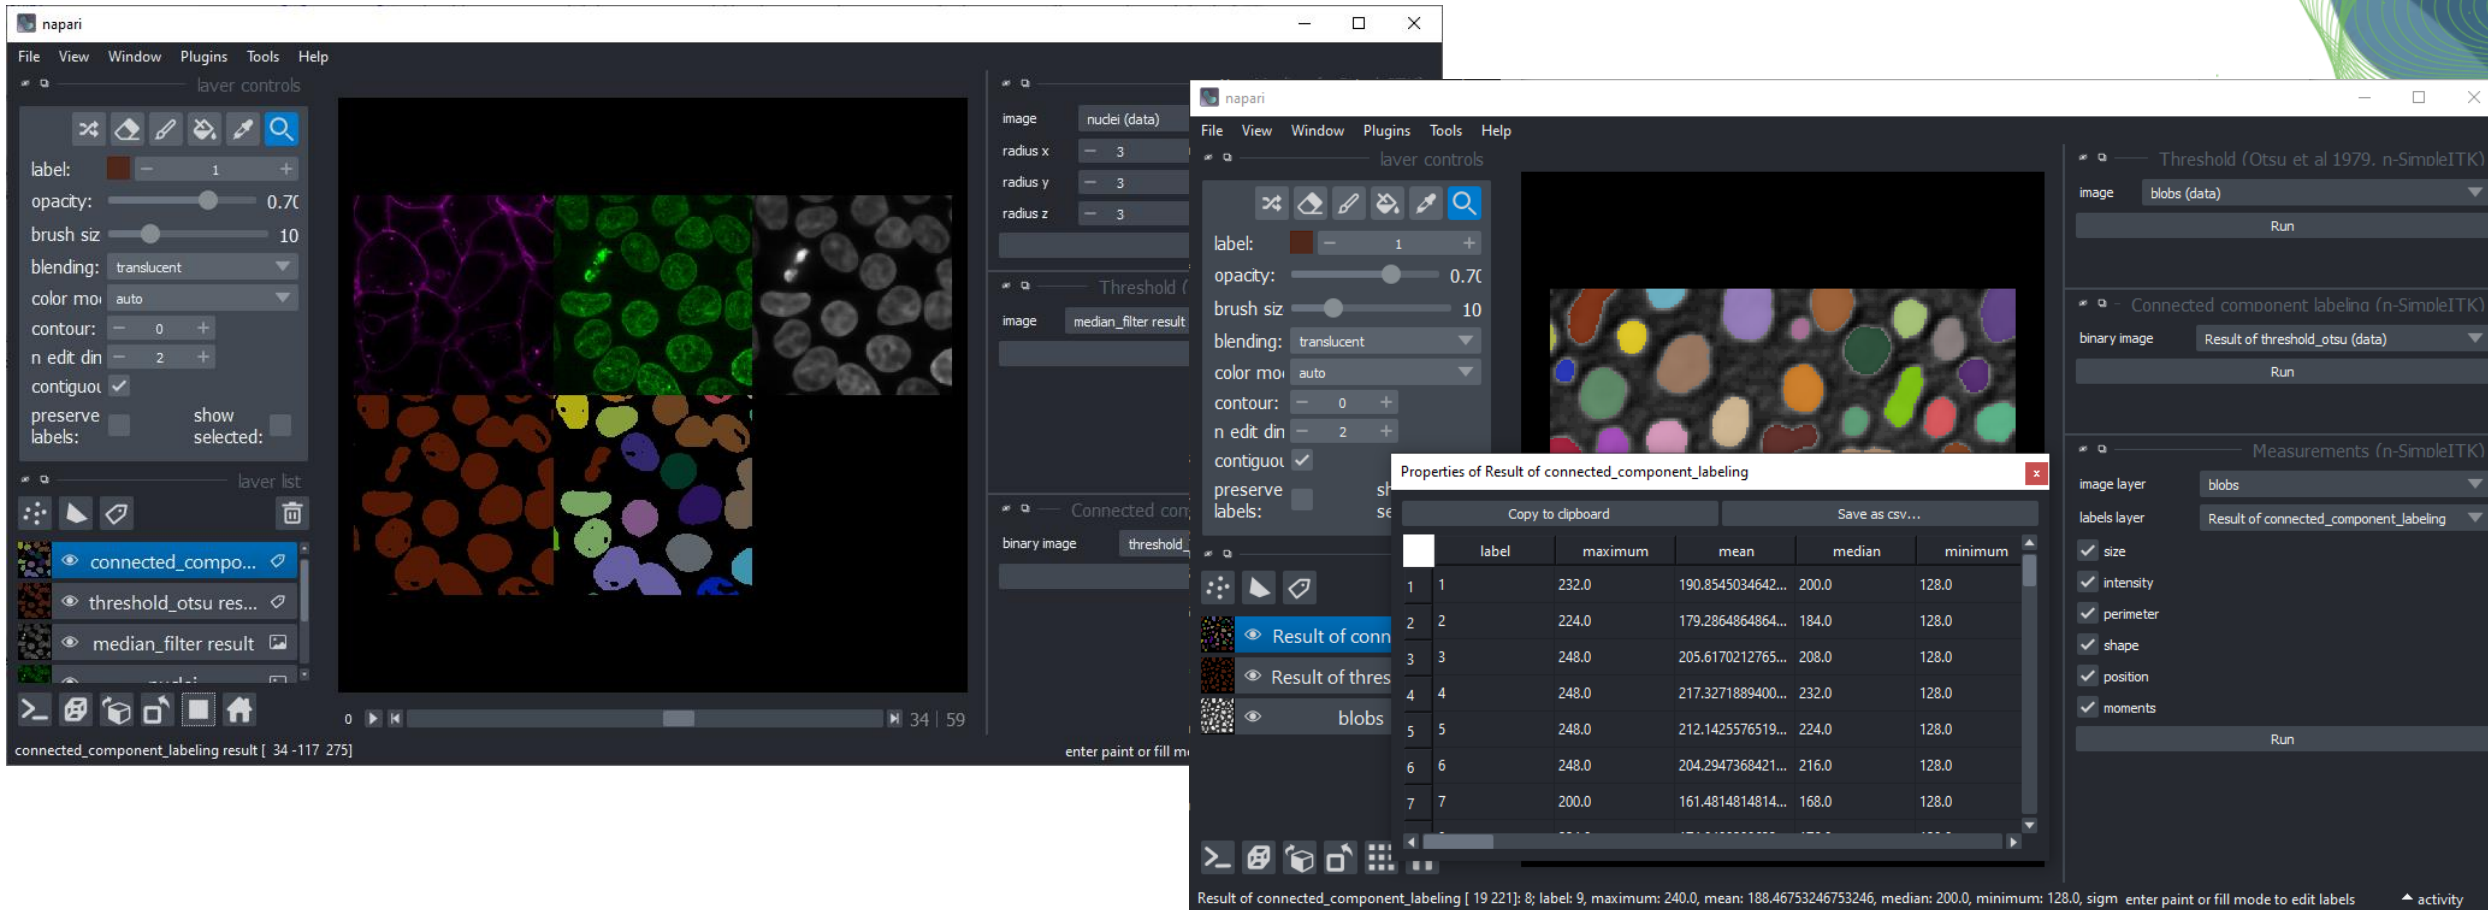 napari
File View Window Plugins Tools Help
layer controls
label: 1
opacity: 0.70
brush siz 10
blending: translucent
color mo auto
contour: 0
n edit din 2
contiguou
preserve labels:
show selected:
layer list
connected_compo...
threshold_otsu res...
median_filter result
nuclei
0
34 | 59
connected_component_labeling result [ 34 -117 275]
enter paint or fill m
image nuclei (data)
radius x 3
radius y 3
radius z 3
Threshold (
image median_filter result
Connected com
binary image threshold_
napari
File View Window Plugins Tools Help
layer controls
label: 1
opacity: 0.70
brush siz 10
blending: translucent
color mo auto
contour: 0
n edit din 2
contiguou
preserve labels:
Result of conn
Result of thres
blobs
Properties of Result of connected_component_labeling
Copy to clipboard Save as csv...
label maximum mean median minimum
1 1 232.0 190.8545034642... 200.0 128.0
2 2 224.0 179.2864864864... 184.0 128.0
3 3 248.0 205.6170212765... 208.0 128.0
4 4 248.0 217.3271889400... 232.0 128.0
5 5 248.0 212.1425576519... 224.0 128.0
6 6 248.0 204.2947368421... 216.0 128.0
7 7 200.0 161.4814814814... 168.0 128.0
Threshold (Otsu et al 1979, n-SimpleITK)
image blobs (data)
Run
Connected component labeling (n-SimpleITK)
binary image Result of threshold_otsu (data)
Run
Measurements (n-SimpleITK)
image layer blobs
labels layer Result of connected_component_labeling
size
intensity
perimeter
shape
position
moments
Run
Result of connected_component_labeling [ 19 221]: 8; label: 9, maximum: 240.0, mean: 188.46753246753246, median: 200.0, minimum: 128.0, sigm enter paint or fill mode to edit labels activity